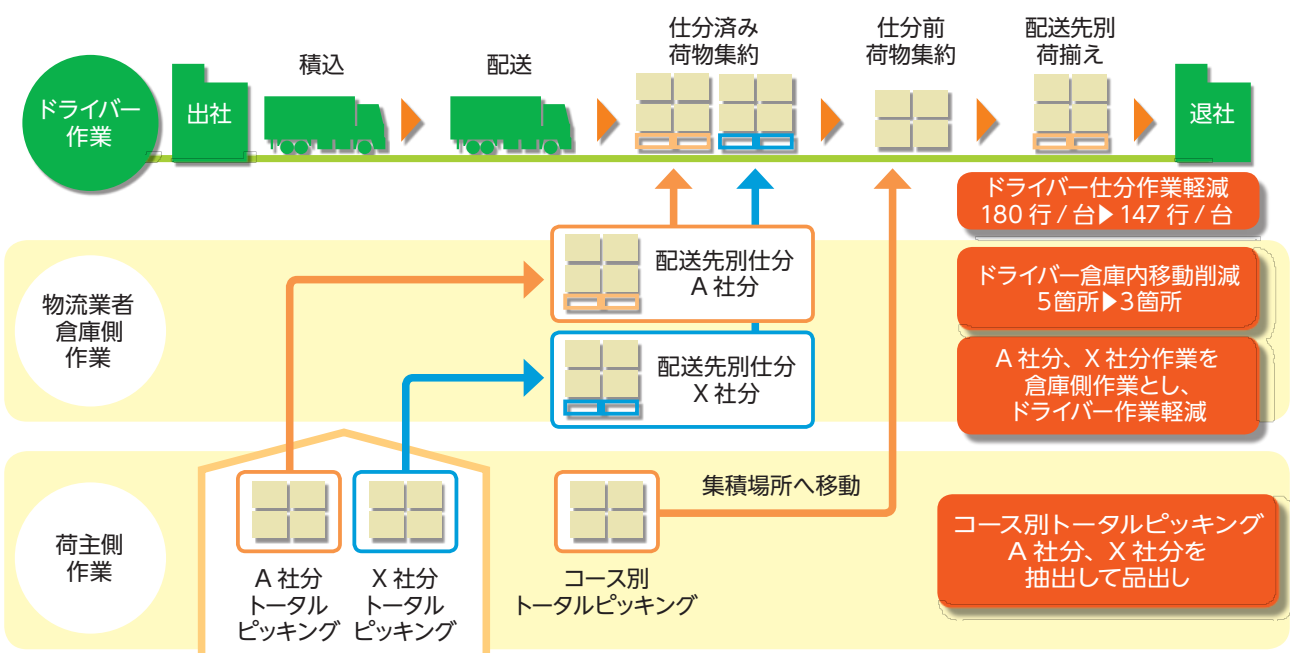 ドライバー
作業
出社
積込
配送
仕分済み
荷物集約
仕分前
荷物集約
配送先別
荷揃え
退社
ドライバー仕分作業軽減
180 行 / 台▶147 行 / 台
物流業者
倉庫側
作業
配送先別仕分
A 社分
配送先別仕分
X 社分
ドライバー倉庫内移動削減
5箇所▶3箇所
A 社分、X 社分作業を
倉庫側作業とし、
ドライバー作業軽減
荷主側
作業
A 社分
トータル
ピッキング
X 社分
トータル
ピッキング
コース別
トータルピッキング
集積場所へ移動
コース別トータルピッキング
A 社分、X 社分を
抽出して品出し